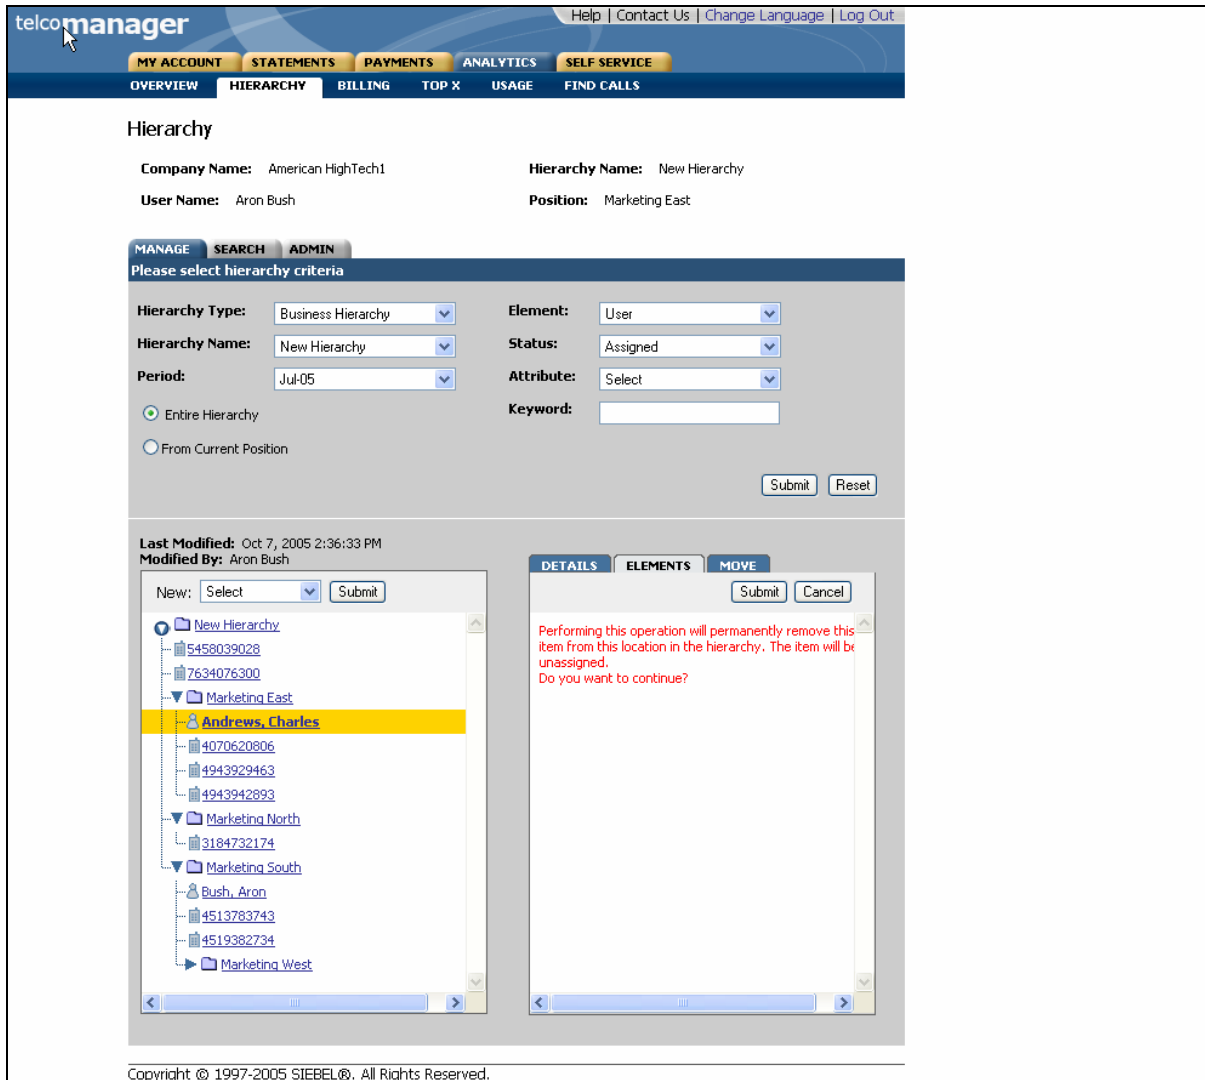 telcomanager
Help | Contact Us | Change Language | Log Out
MY ACCOUNT STATEMENTS PAYMENTS ANALYTICS SELF SERVICE
OVERVIEW HIERARCHY BILLING TOP X USAGE FIND CALLS
Hierarchy
Company Name: American HighTech1 Hierarchy Name: New Hierarchy
User Name: Aron Bush Position: Marketing East
MANAGE SEARCH ADMIN
Please select hierarchy criteria
Hierarchy Type: Business Hierarchy Element: User
Hierarchy Name: New Hierarchy Status: Assigned
Period: Jul-05 Attribute: Select
Entire Hierarchy Keyword:
From Current Position
Submit Reset
Last Modified: Oct 7, 2005 2:36:33 PM
Modified By: Aron Bush
New: Select Submit
New Hierarchy
5458039028
7634076300
Marketing East
Andrews, Charles
4070620806
4943929463
4943942893
Marketing North
3184732174
Marketing South
Bush, Aron
4513783743
4519382734
Marketing West
DETAILS ELEMENTS MOVE
Submit Cancel
Performing this operation will permanently remove this
item from this location in the hierarchy. The item will be
unassigned.
Do you want to continue?
Copyright © 1997-2005 SIEBEL®. All Rights Reserved.